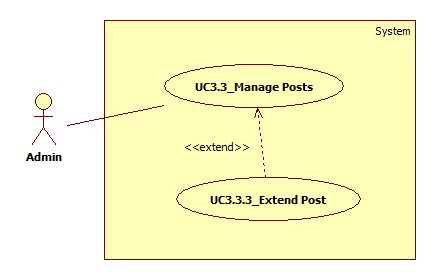 System
UC3.3_Manage Posts
Admin
<<extend>>
UC3.3.3_Extend Post